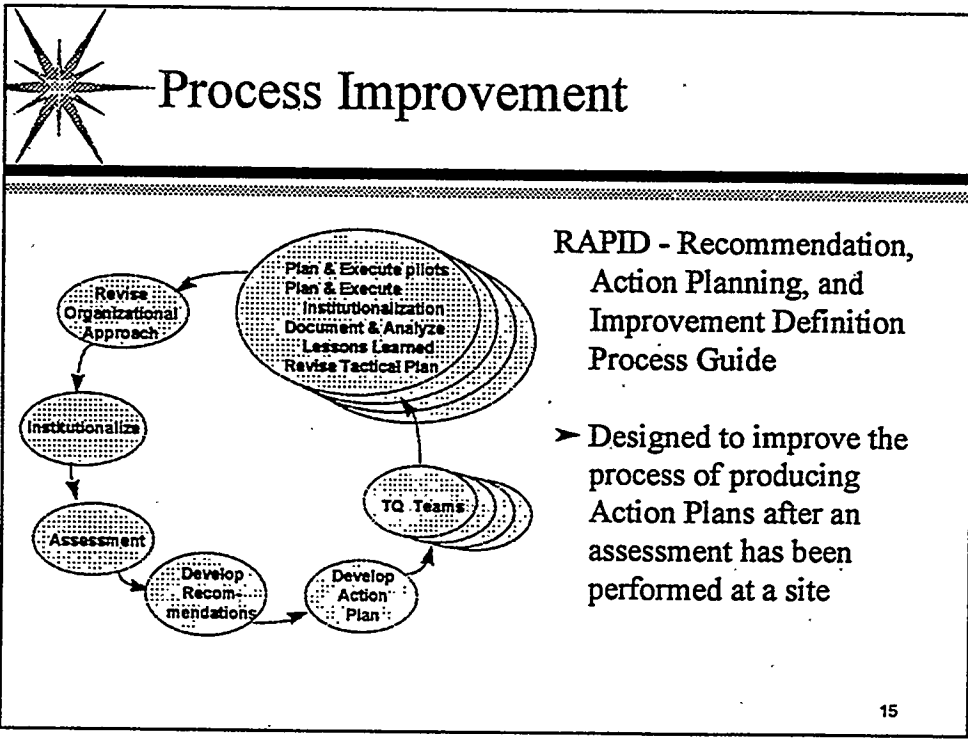 Process Improvement
Plan & Execute pilots
Plan & Execute
Institutionalization
Document & Analyze
Lessons Learned
Revise Tactical Plan
Revise
Organizational
Approach
Institutionalize
Assessment
Develop
Recom-
mendations
Develop
Action
Plan
TQ Teams
RAPID - Recommendation,
Action Planning, and
Improvement Definition
Process Guide
➤ Designed to improve the
process of producing
Action Plans after an
assessment has been
performed at a site
15